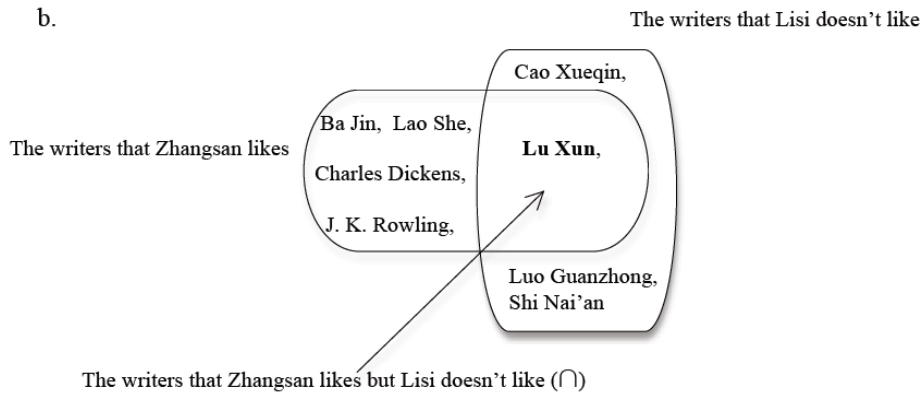 b.
The writers that Lisi doesn’t like
Cao Xueqin,
Ba Jin, Lao She,
The writers that Zhangsan likes
Lu Xun,
Charles Dickens,
J. K. Rowling,
Luo Guanzhong,
Shi Nai’an
The writers that Zhangsan likes but Lisi doesn’t like (∩)